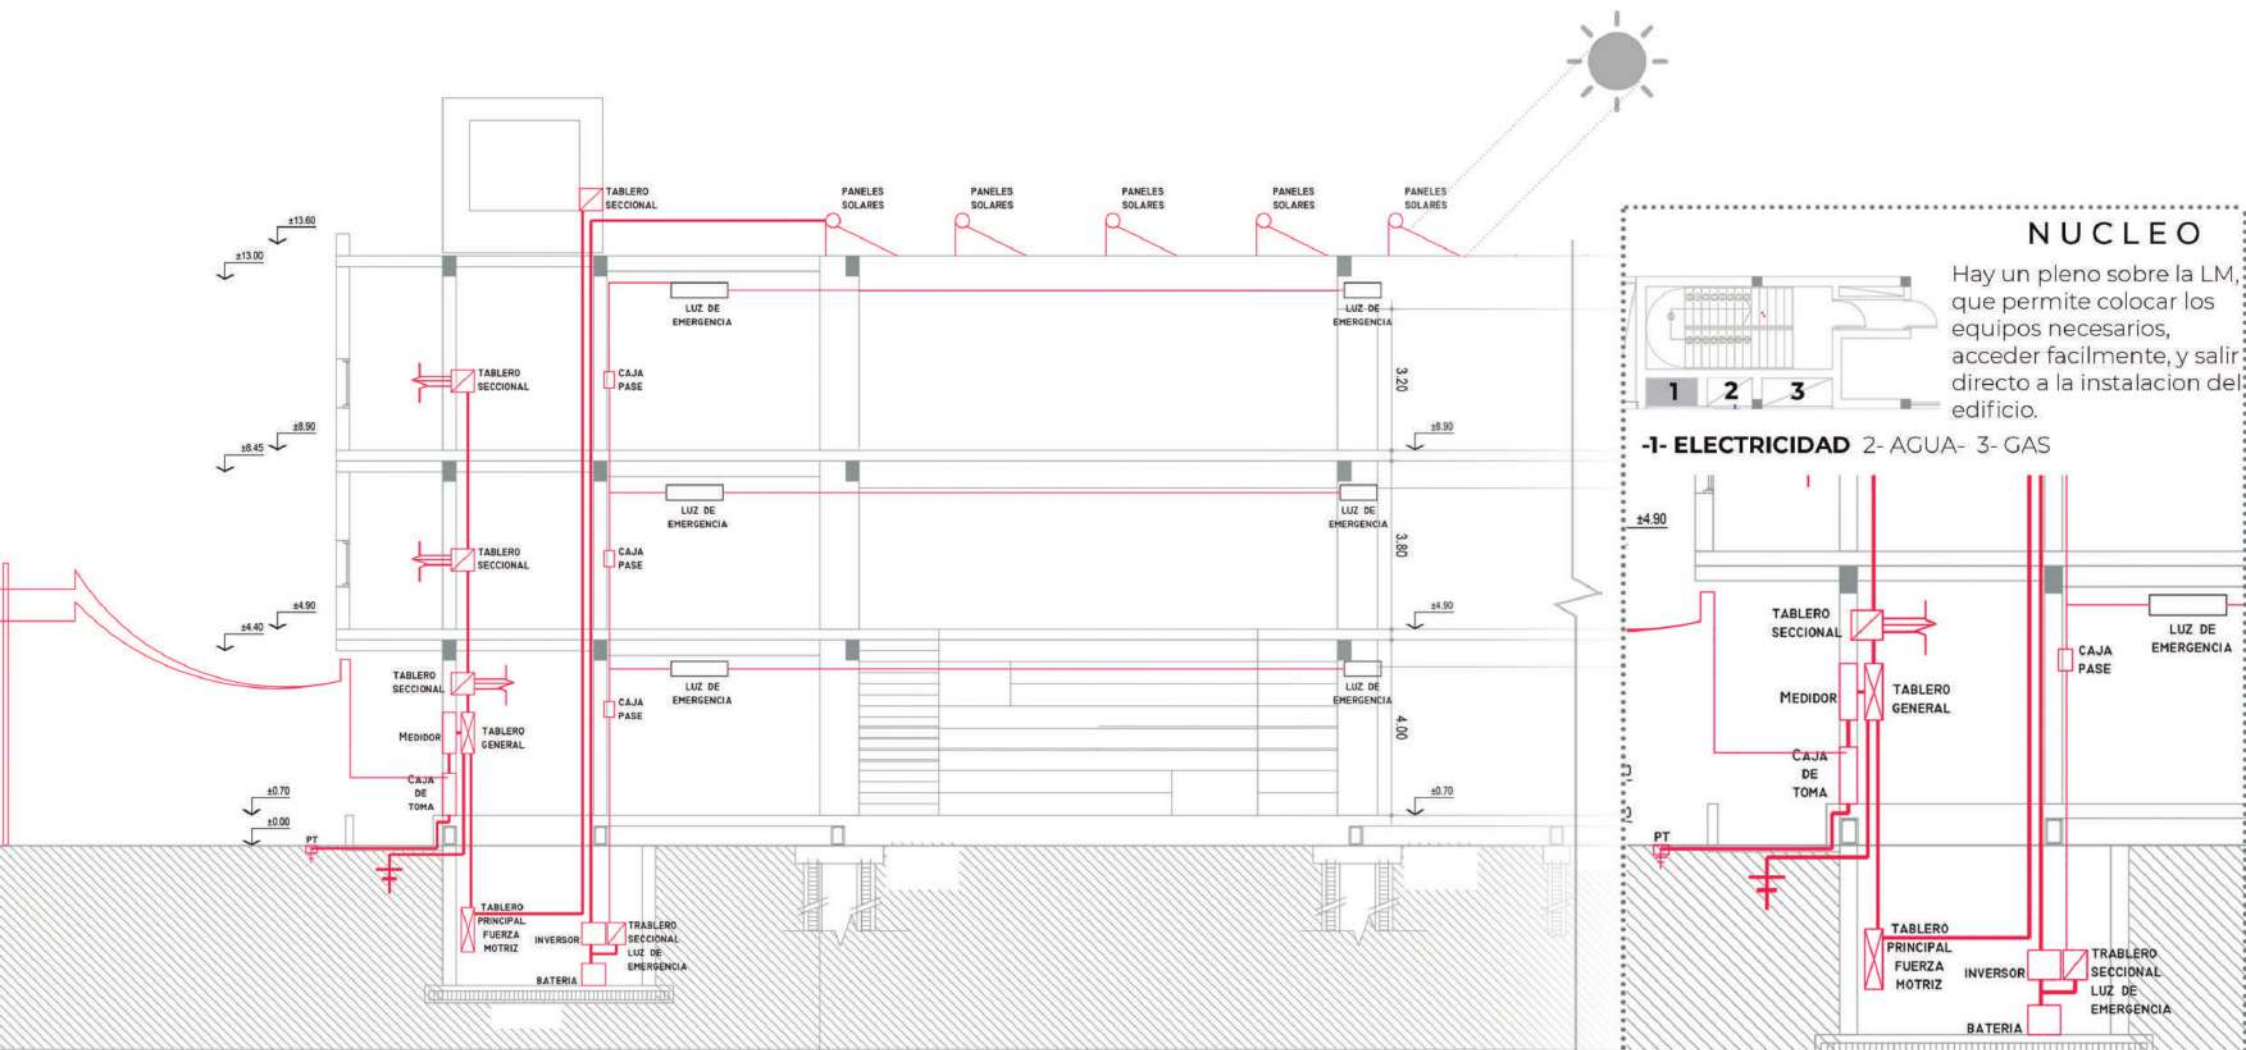 TABLERO
SECCIONAL
PANELES
SOLARES
PANELES
SOLARES
PANELES
SOLARES
PANELES
SOLARES
PANELES
SOLARES
±13.60
±13.00
LUZ DE
EMERGENCIA
LUZ DE
EMERGENCIA
TABLERO
SECCIONAL
CAJA
PASE
3.20
±8.90
±8.45
±8.90
LUZ DE
EMERGENCIA
LUZ DE
EMERGENCIA
TABLERO
SECCIONAL
CAJA
PASE
3.80
±4.90
±4.40
±4.90
TABLERO
SECCIONAL
LUZ DE
EMERGENCIA
LUZ DE
EMERGENCIA
CAJA
PASE
MEDIDOR
TABLERO
GENERAL
4.00
CAJA
DE
TOMA
±0.70
±0.00
±0.70
PT
TABLERO
PRINCIPAL
FUERZA
MOTRIZ
INVERSOR
TRABLERO
SECCIONAL
LUZ DE
EMERGENCIA
BATERIA
NUCLEO
Hay un pleno sobre la LM,
que permite colocar los
equipos necesarios,
acceder facilmente, y salir
directo a la instalacion del
edificio.
1 2 3
-1- ELECTRICIDAD 2- AGUA- 3- GAS
±4.90
TABLERO
SECCIONAL
LUZ DE
EMERGENCIA
CAJA
PASE
MEDIDOR
TABLERO
GENERAL
CAJA
DE
TOMA
PT
TABLERO
PRINCIPAL
FUERZA
MOTRIZ
INVERSOR
TRABLERO
SECCIONAL
LUZ DE
EMERGENCIA
BATERIA